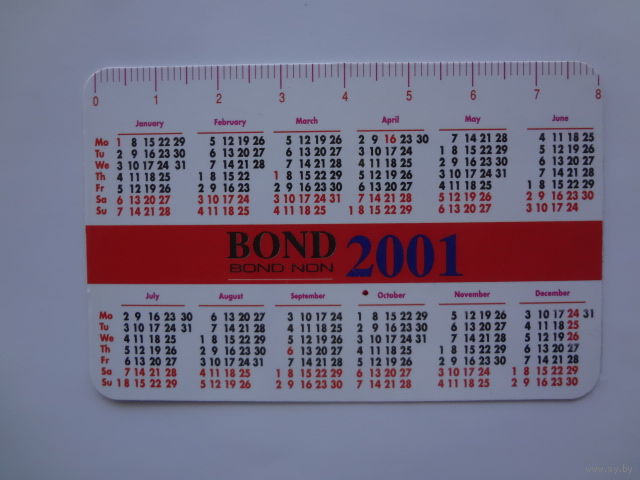 0 1 2 3 4 5 6 7 8
January February March April May June
Mo 1 8 15 22 29 5 12 19 26 5 12 19 26 2 9 16 23 30 7 14 21 28 4 11 18 25
Tu 2 9 16 23 30 6 13 20 27 6 13 20 27 3 10 17 24 1 8 15 22 29 5 12 19 26
We 3 10 17 24 31 7 14 21 28 7 14 21 28 4 11 18 25 2 9 16 23 30 6 13 20 27
Th 4 11 18 25 1 8 15 22 1 8 15 22 29 5 12 19 26 3 10 17 24 31 7 14 21 28
Fr 5 12 19 26 2 9 16 23 2 9 16 23 30 6 13 20 27 4 11 18 25 1 8 15 22 29
Sa 6 13 20 27 3 10 17 24 3 10 17 24 31 7 14 21 28 5 12 19 26 2 9 16 23 30
Su 7 14 21 28 4 11 18 25 4 11 18 25 1 8 15 22 29 6 13 20 27 3 10 17 24
BOND 2001
BOND NON
July August September October November December
Mo 2 9 16 23 30 6 13 20 27 3 10 17 24 1 8 15 22 29 5 12 19 26 3 10 17 24 31
Tu 3 10 17 24 31 7 14 21 28 4 11 18 25 2 9 16 23 30 6 13 20 27 4 11 18 25
We 4 11 18 25 1 8 15 22 29 5 12 19 26 3 10 17 24 31 7 14 21 28 5 12 19 26
Th 5 12 19 26 2 9 16 23 30 6 13 20 27 4 11 18 25 1 8 15 22 29 6 13 20 27
Fr 6 13 20 27 3 10 17 24 31 7 14 21 28 5 12 19 26 2 9 16 23 30 7 14 21 28
Sa 7 14 21 28 4 11 18 25 1 8 15 22 29 6 13 20 27 3 10 17 24 1 8 15 22 29
Su 1 8 15 22 29 5 12 19 26 2 9 16 23 30 7 14 21 28 4 11 18 25 2 9 16 23 30
www.ay.by